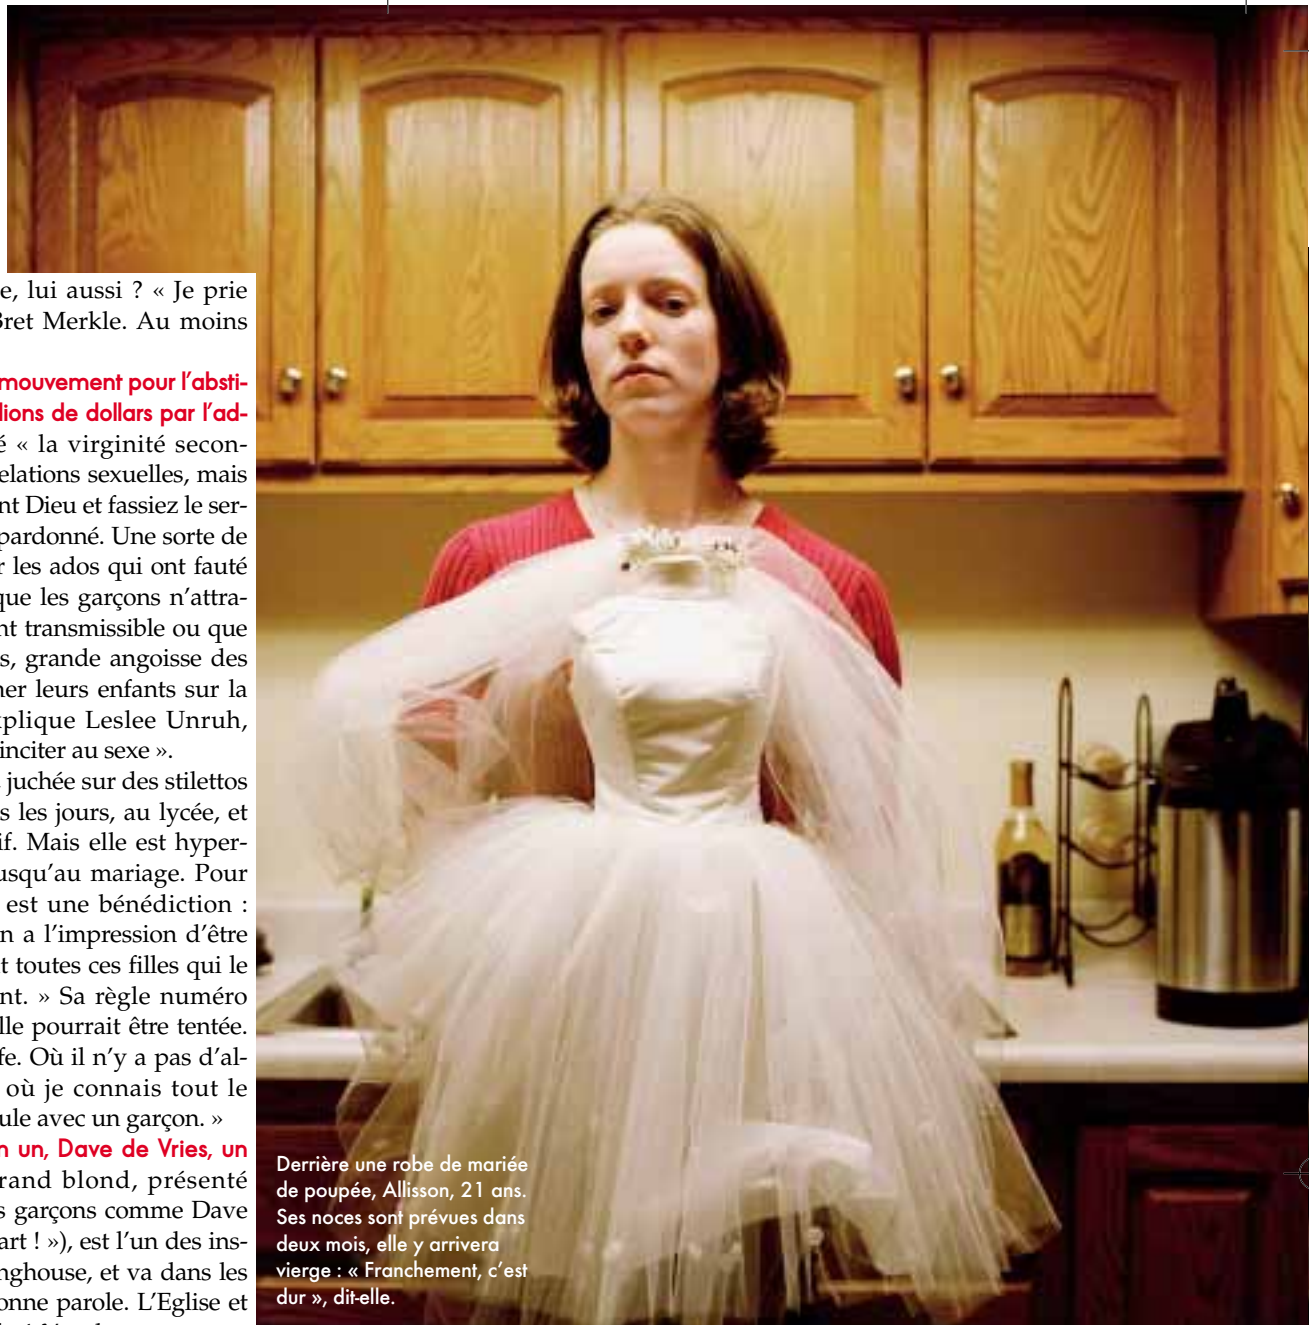 e, lui aussi ? « Je prie
Bret Merkle. Au moins
mouvement pour l'absti-
lions de dollars par l'ad-
é « la virginité secon-
elations sexuelles, mais
nt Dieu et fassiez le ser-
pardonné. Une sorte de
r les ados qui ont fauté
que les garçons n'attra-
nt transmissible ou que
s, grande angoisse des
ner leurs enfants sur la
xplique Leslee Unruh,
inciter au sexe ».
juchée sur des stilettos
s les jours, au lycée, et
if. Mais elle est hyper-
usqu'au mariage. Pour
est une bénédiction :
n a l'impression d'être
t toutes ces filles qui le
nt. » Sa règle numéro
lle pourrait être tentée.
fe. Où il n'y a pas d'al-
où je connais tout le
ule avec un garçon. »
n un, Dave de Vries, un
rand blond, présenté
s garçons comme Dave
art ! »), est l'un des ins-
nghouse, et va dans les
onne parole. L'Eglise et
Derrière une robe de mariée
de poupée, Allisson, 21 ans.
Ses noces sont prévues dans
deux mois, elle y arrivera
vierge : « Franchement, c'est
dur », dit-elle.